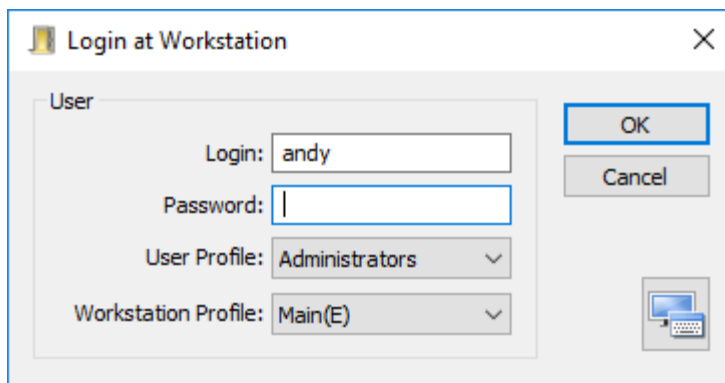 Login at Workstation
User
Login: andy
OK
Password:
Cancel
User Profile: Administrators
Workstation Profile: Main(E)